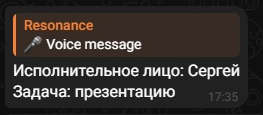 Resonance
Voice message
Исполнительное лицо: Сергей
Задача: презентацию
17:35